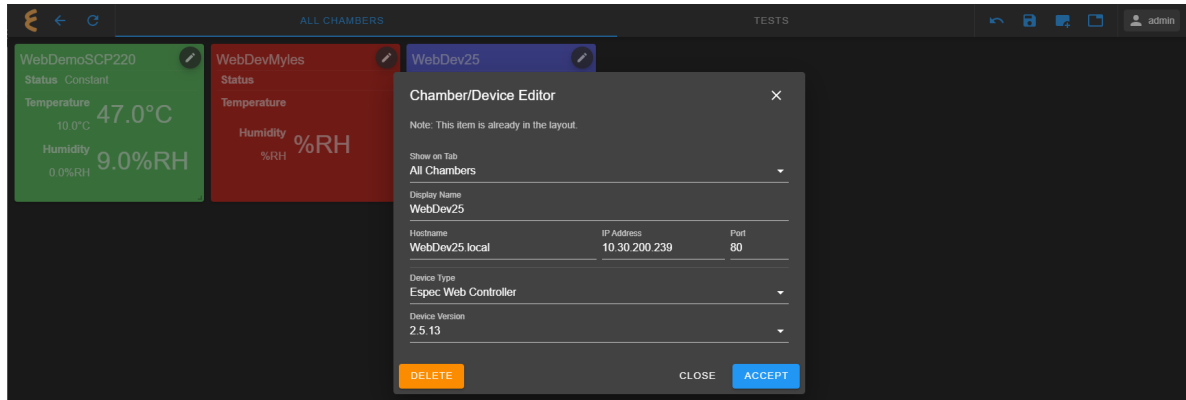 ALL CHAMBERS
TESTS
admin
WebDemoSCP220
Status Constant
Temperature
47.0°C
10.0°C
Humidity
9.0%RH
0.0%RH
WebDevMyles
Status
Temperature
Humidity
%RH
%RH
WebDev25
Chamber/Device Editor
Note: This item is already in the layout.
Show on Tab
All Chambers
Display Name
WebDev25
Hostname
WebDev25.local
IP Address
10.30.200.239
Port
80
Device Type
Espec Web Controller
Device Version
2.5.13
DELETE
CLOSE
ACCEPT